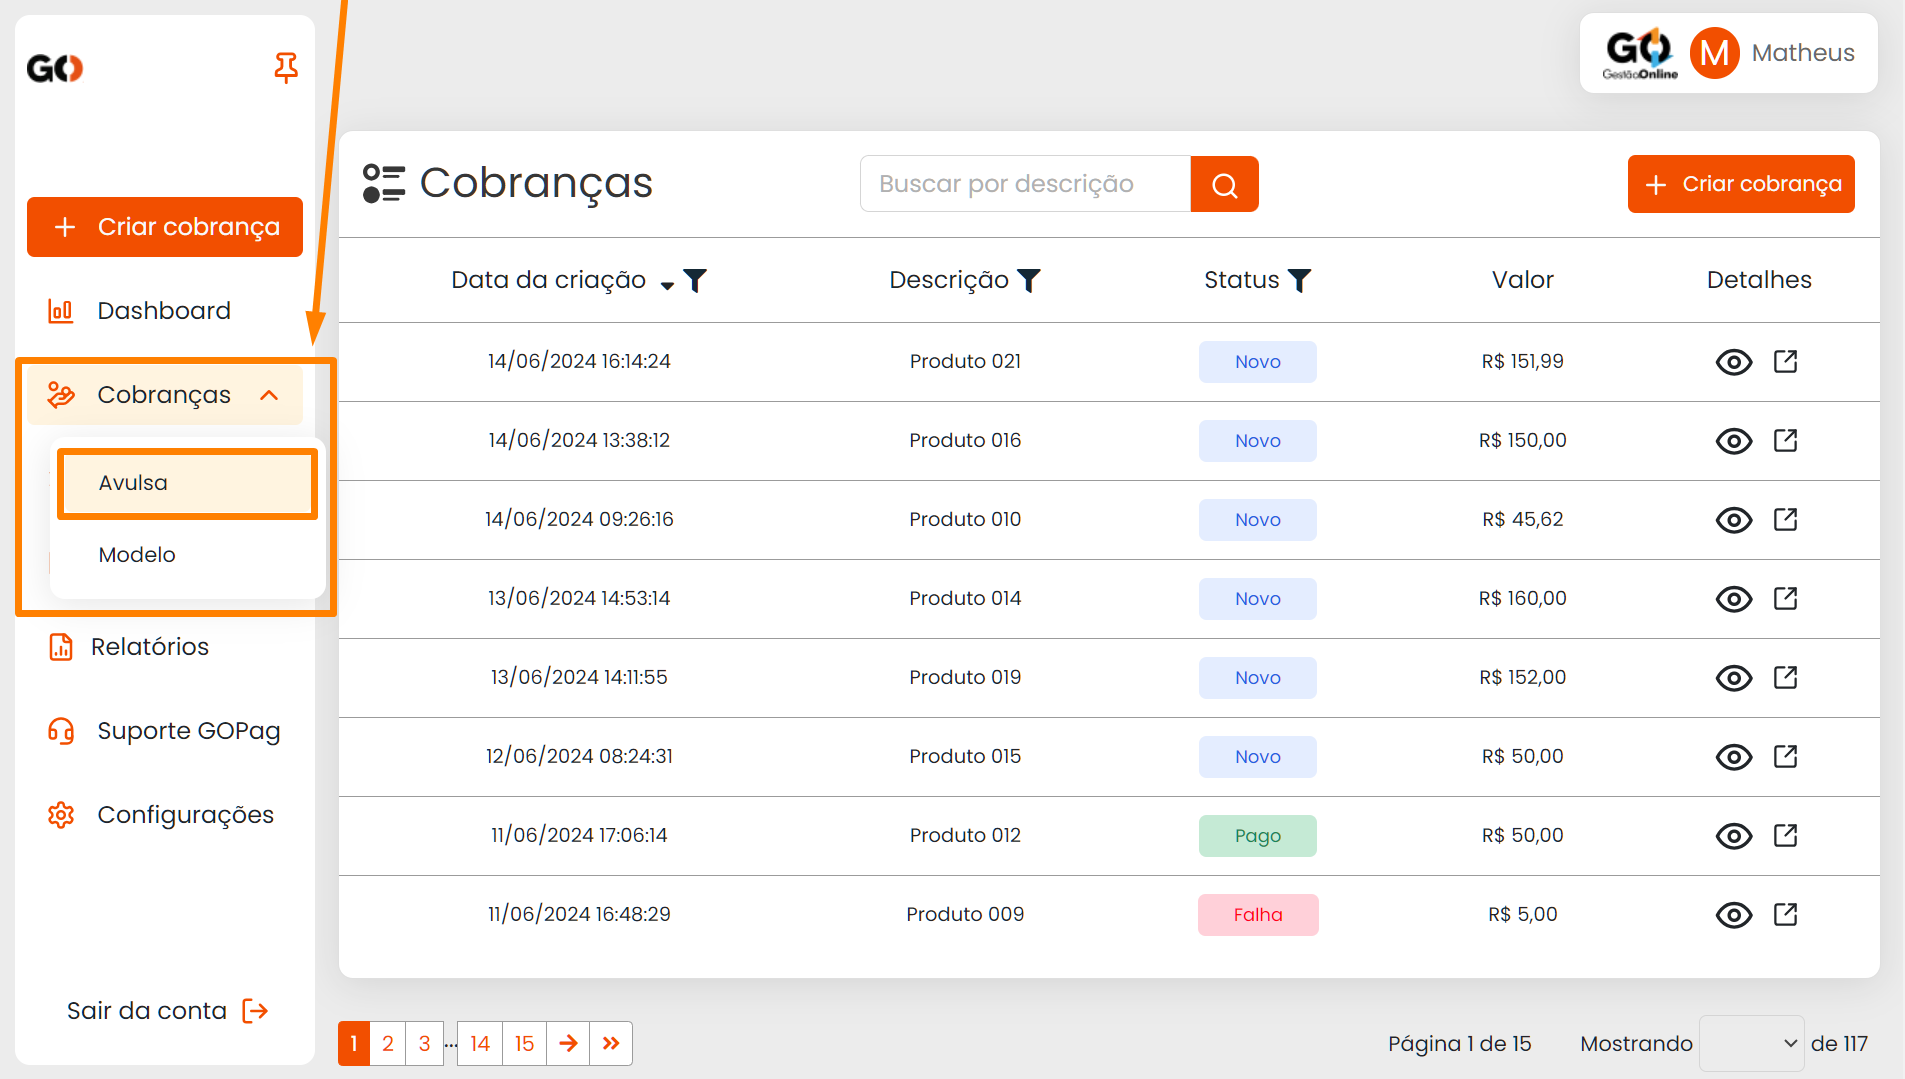 GO
GO
GestãoOnline
M
Matheus
Criar cobrança
Dashboard
Cobranças
Avulsa
Modelo
Relatórios
Suporte GOPag
Configurações
Sair da conta
Cobranças
Buscar por descrição
Criar cobrança
Data da criação Descrição Status Valor Detalhes
14/06/2024 16:14:24 Produto 021 Novo R$ 151,99
14/06/2024 13:38:12 Produto 016 Novo R$ 150,00
14/06/2024 09:26:16 Produto 010 Novo R$ 45,62
13/06/2024 14:53:14 Produto 014 Novo R$ 160,00
13/06/2024 14:11:55 Produto 019 Novo R$ 152,00
12/06/2024 08:24:31 Produto 015 Novo R$ 50,00
11/06/2024 17:06:14 Produto 012 Pago R$ 50,00
11/06/2024 16:48:29 Produto 009 Falha R$ 5,00
1 2 3 ... 14 15
Página 1 de 15 Mostrando de 117